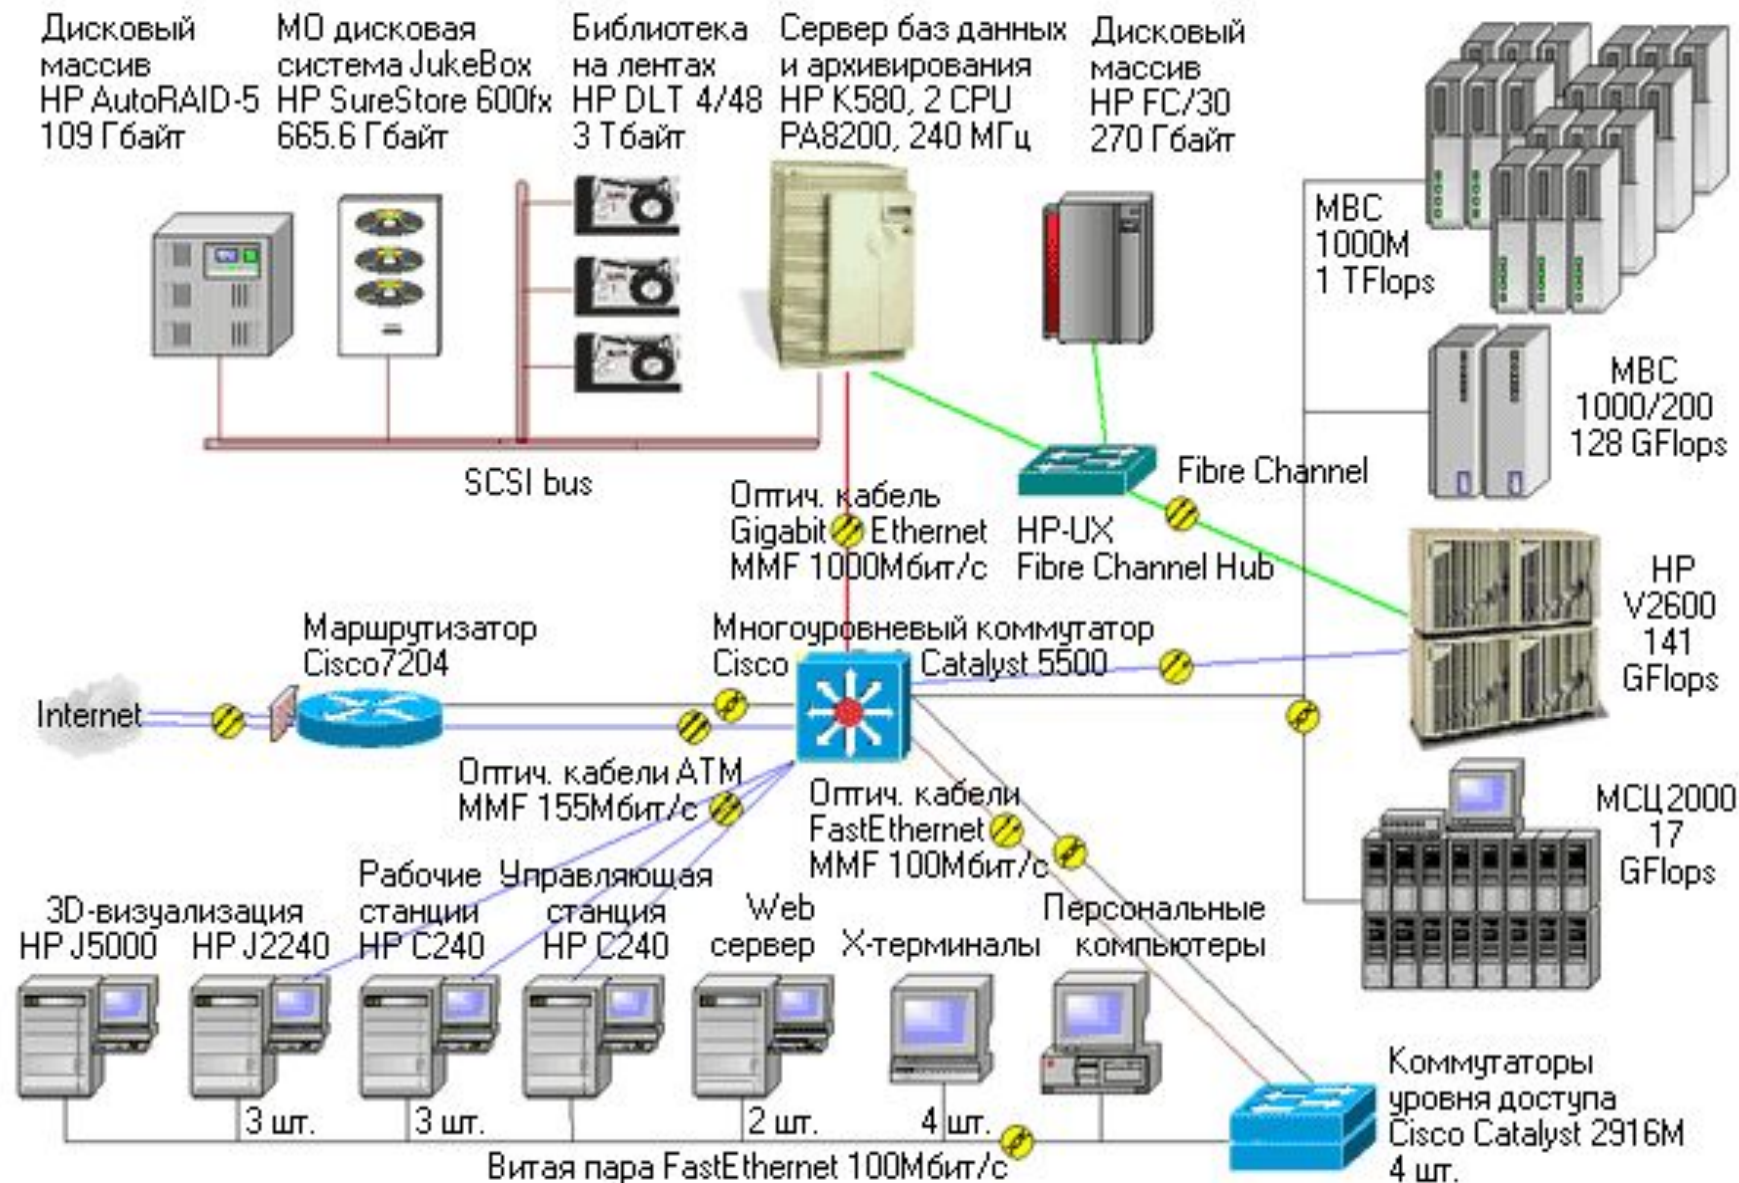 Дисковый
массив
HP AutoRAID-5
109 Гбайт
МО дисковая
система JukeBox
HP SureStore 600fx
665.6 Гбайт
Библиотека
на лентах
HP DLT 4/48
3 Тбайт
Сервер баз данных
и архивирования
HP K580, 2 CPU
PA8200, 240 МГц
Дисковый
массив
HP FC/30
270 Гбайт
МВС
1000М
1 TFlops
МВС
1000/200
128 GFlops
SCSI bus
Оптич. кабель
Gigabit Ethernet
MMF 1000Мбит/с
Fibre Channel
HP-UX
Fibre Channel Hub
HP
V2600
141
GFlops
Маршрутизатор
Cisco7204
Многоуровневый коммутатор
Cisco Catalyst 5500
Internet
Оптич. кабели ATM
MMF 155Мбит/с
Оптич. кабели
FastEthernet
MMF 100Мбит/с
МСЦ2000
17
GFlops
3D-визуализация
HP J5000 HP J2240
Рабочие
станции
HP C240
Управляющая
станция
HP C240
Web
сервер
X-терминалы
Персональные
компьютеры
3 шт.
3 шт.
2 шт.
4 шт.
Витая пара FastEthernet 100Мбит/с
Коммутаторы
уровня доступа
Cisco Catalyst 2916M
4 шт.